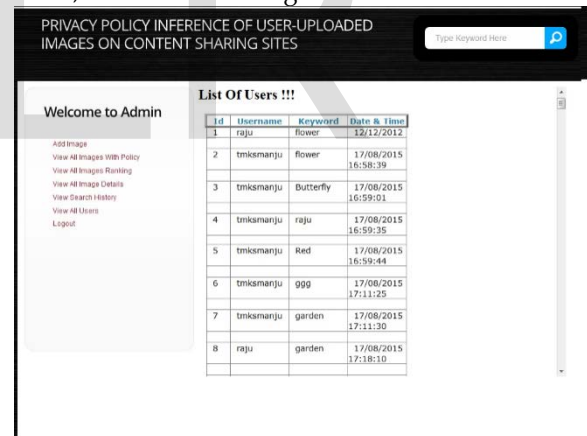 PRIVACY POLICY INFERENCE OF USER-UPLOADED
IMAGES ON CONTENT SHARING SITES
Type Keyword Here
Welcome to Admin
Add Image
View All Images With Policy
View All Images Ranking
View All Image Details
View Search History
View All Users
Logout
List Of Users !!!
Id Username Keyword Date & Time
1 raju flower 12/12/2012
2 tmksmanju flower 17/08/2015
16:58:39
3 tmksmanju Butterfly 17/08/2015
16:59:01
4 tmksmanju raju 17/08/2015
16:59:35
5 tmksmanju Red 17/08/2015
16:59:44
6 tmksmanju ggg 17/08/2015
17:11:25
7 tmksmanju garden 17/08/2015
17:11:30
8 raju garden 17/08/2015
17:18:10